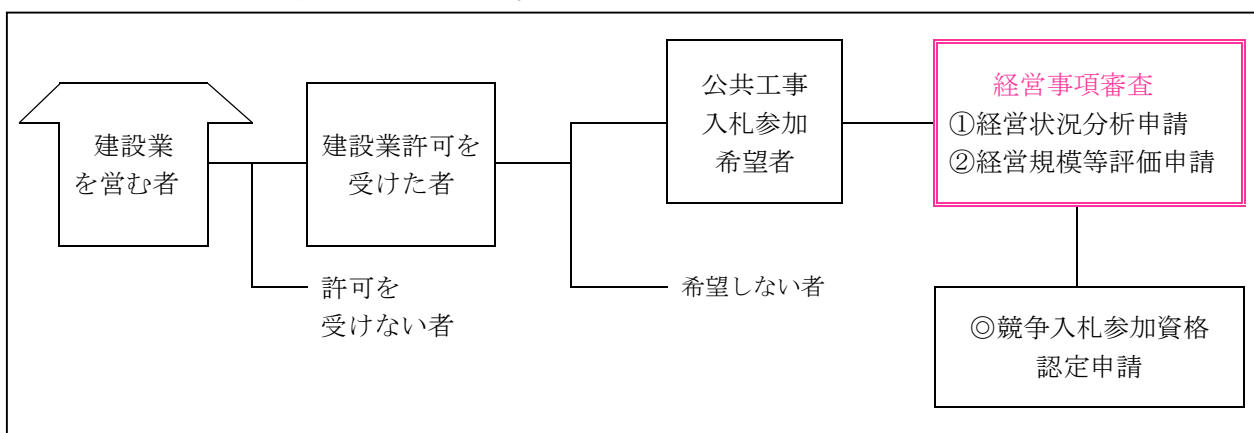 建設業
を営む者
建設業許可を
受けた者
許可を
受けない者
公共工事
入札参加
希望者
希望しない者
経営事項審査
①経営状況分析申請
②経営規模等評価申請
◎競争入札参加資格
認定申請